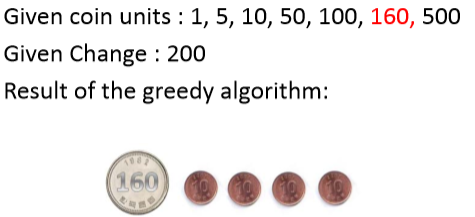 Given coin units : 1, 5, 10, 50, 100, 160, 500
Given Change : 200
Result of the greedy algorithm:
160 10 10 10 10